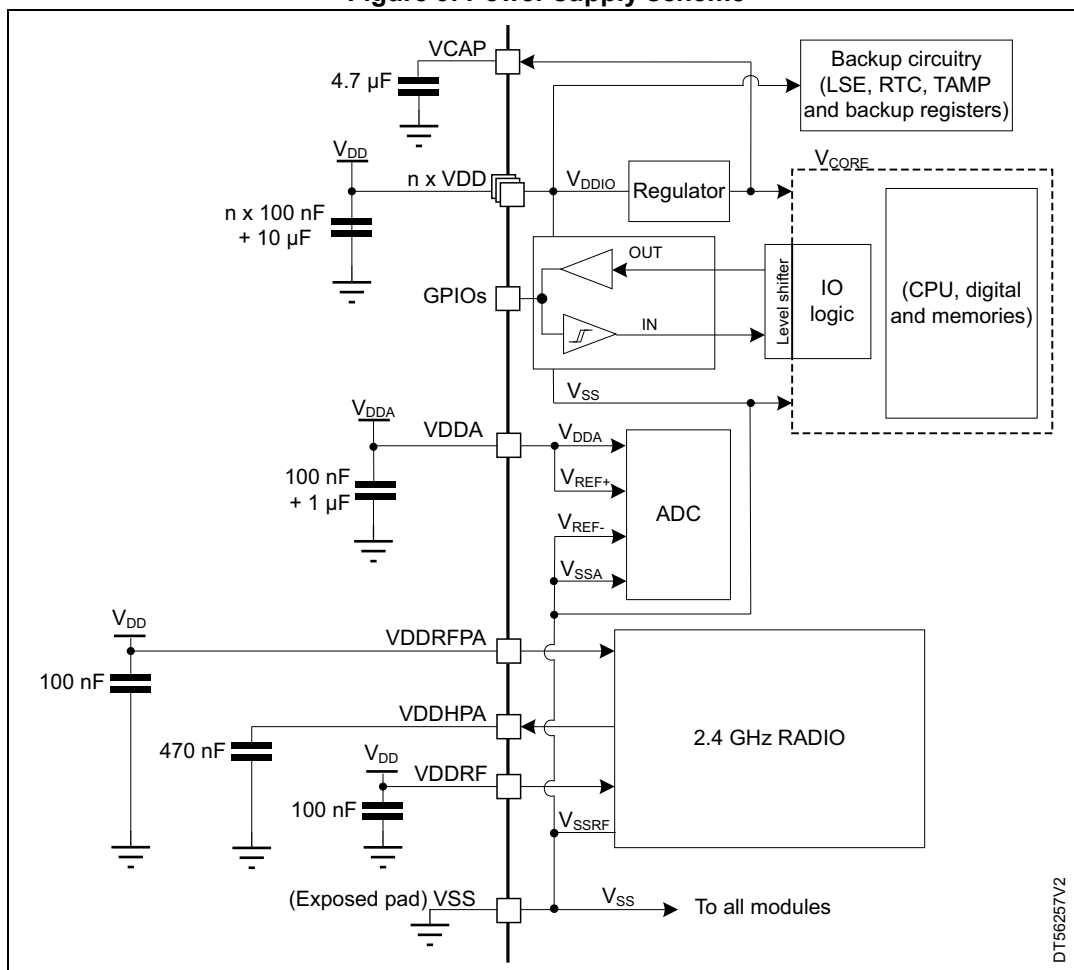 Figure 9. Power supply scheme
VCAP
4.7 µF
Backup circuitry
(LSE, RTC, TAMP
and backup registers)
VDD
n x VDD
VDDIO
Regulator
VCORE
n x 100 nF
+ 10 µF
OUT
GPIOs
IN
Level shifter
IO
logic
(CPU, digital
and memories)
VSS
VDDA
VDDA
VDDA
100 nF
+ 1 µF
VREF+
ADC
VREF-
VSSA
VDD
VDDRFPA
100 nF
VDDHPA
470 nF
2.4 GHz RADIO
VDD
VDDRF
100 nF
VSSRF
(Exposed pad) VSS
VSS
To all modules
DT56257V2